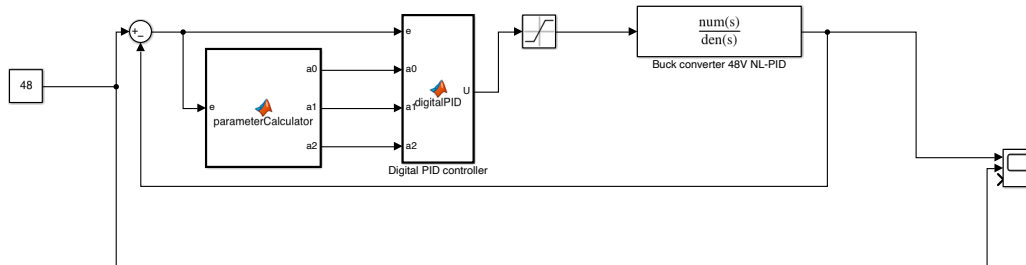 48
+
−
e
parameterCalculator
a0
a1
a2
e
a0
a1
a2
digitalPID
U
Digital PID controller
num(s)
den(s)
Buck converter 48V NL-PID